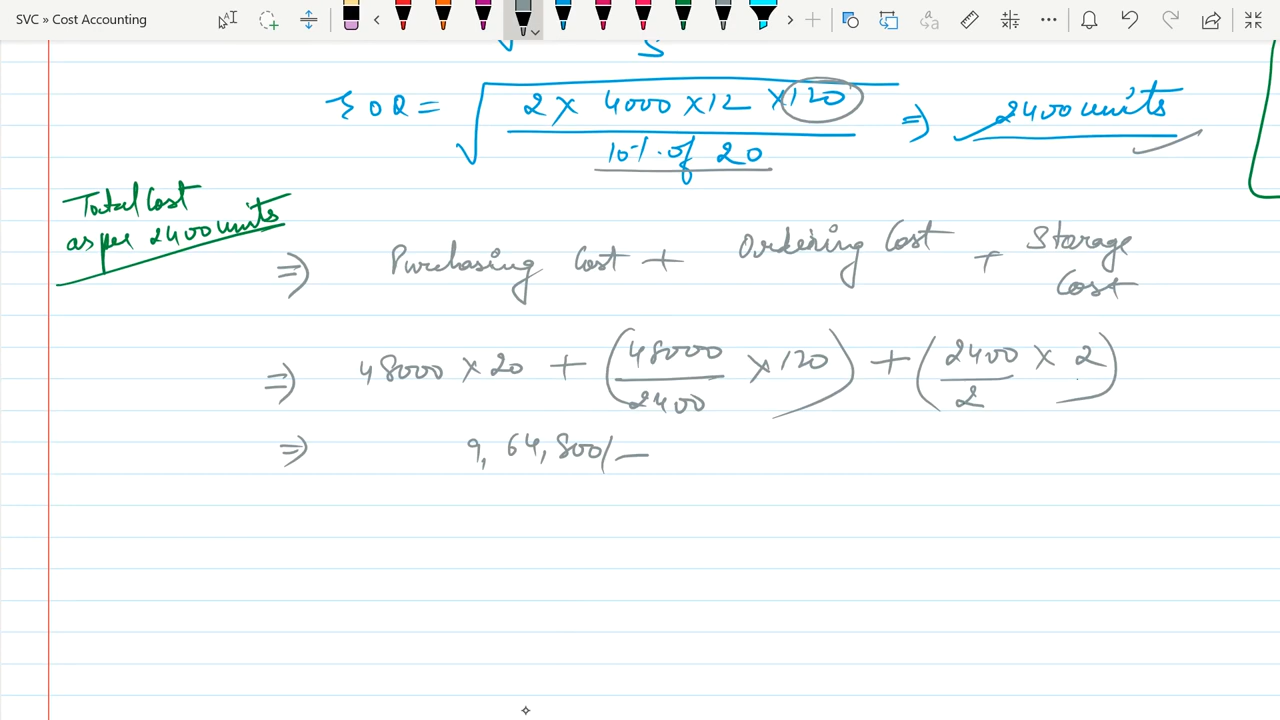 SVC » Cost Accounting
S
EOQ = √ 2 x 4000 x 12 x 120 / 10% of 20 ⇒ 2400 units
Total Cost
as per 2400 units
⇒ Purchasing Cost + Ordering Cost + Storage Cost
⇒ 48000 x 20 + (48000/2400 x 120) + (2400/2 x 2)
⇒ 9,64,800/-